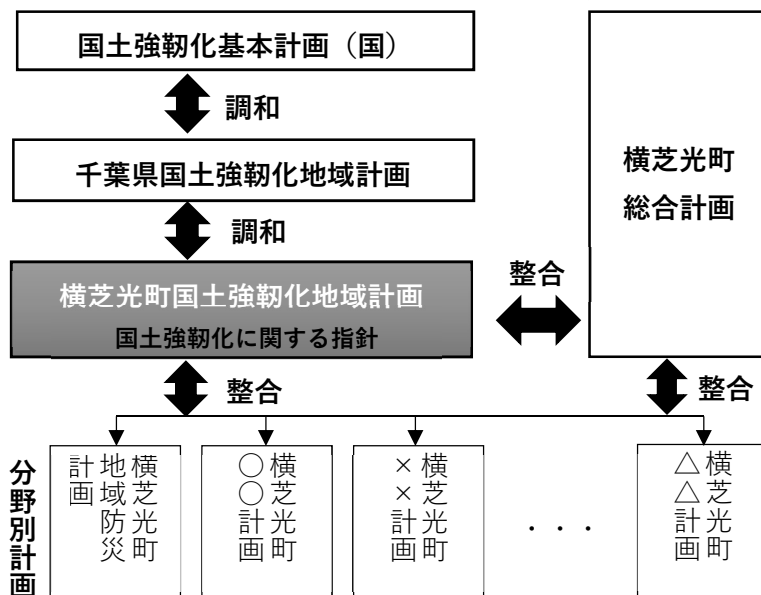 国土強靭化基本計画（国）
調和
千葉県国土強靭化地域計画
調和
横芝光町国土強靭化地域計画
国土強靭化に関する指針
整合
横芝光町
総合計画
整合
整合
分野別計画
横芝光町
地域防災
計画
横芝光町
○○計画
横芝光町
××計画
・・・
横芝光町
△△計画